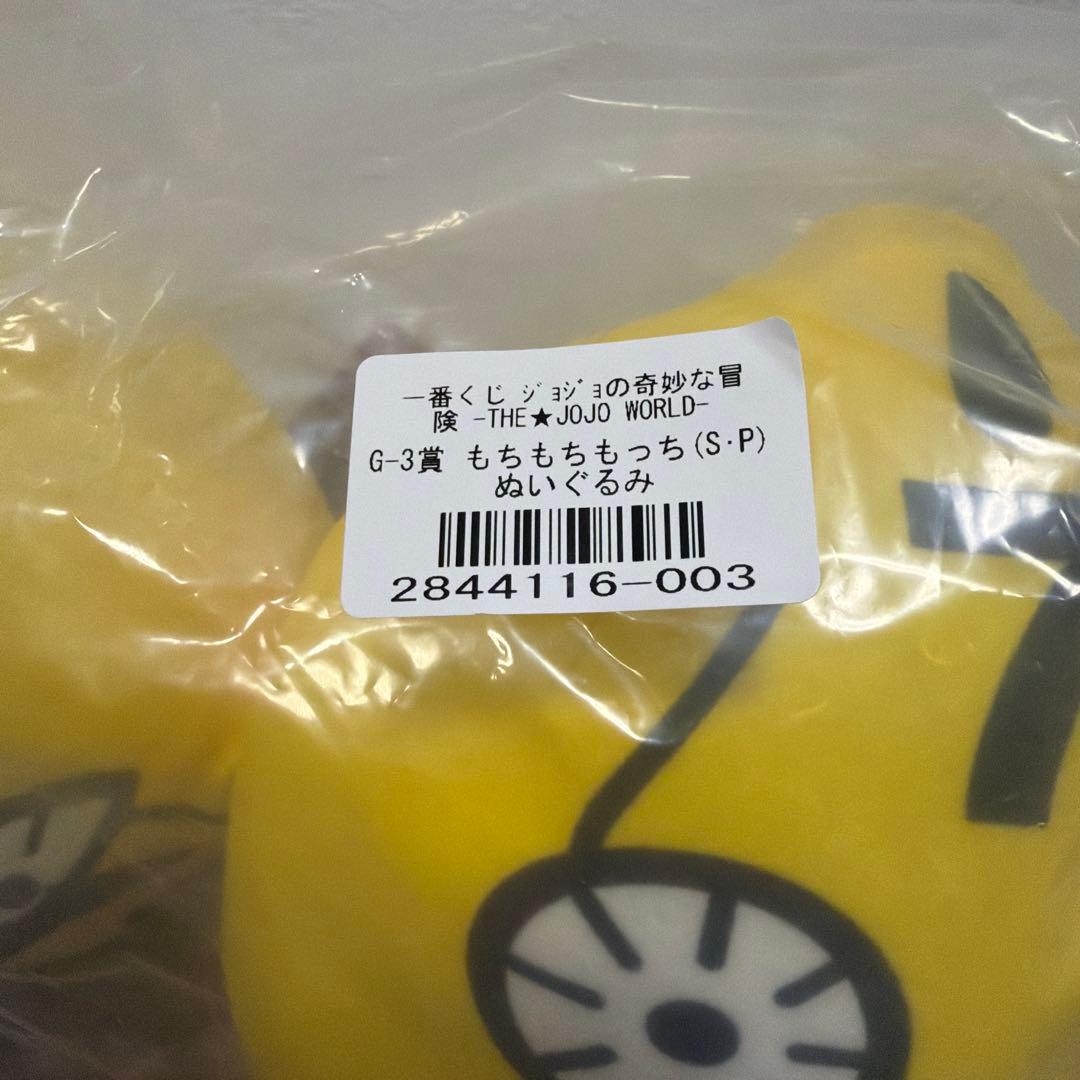 一番くじ ｼﾞｮｼﾞｮの奇妙な冒
険 -THE★JOJO WORLD-
G-3賞 もちもちもっち(S・P)
ぬいぐるみ
2844116-003